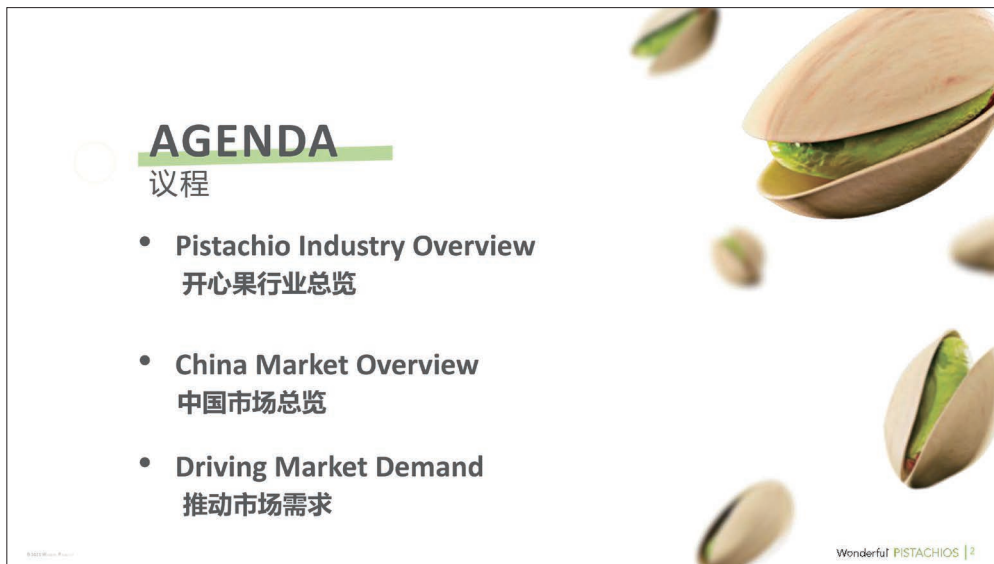 AGENDA
议程
• Pistachio Industry Overview
开心果行业总览
• China Market Overview
中国市场总览
• Driving Market Demand
推动市场需求
Wonderful PISTACHIOS | 2